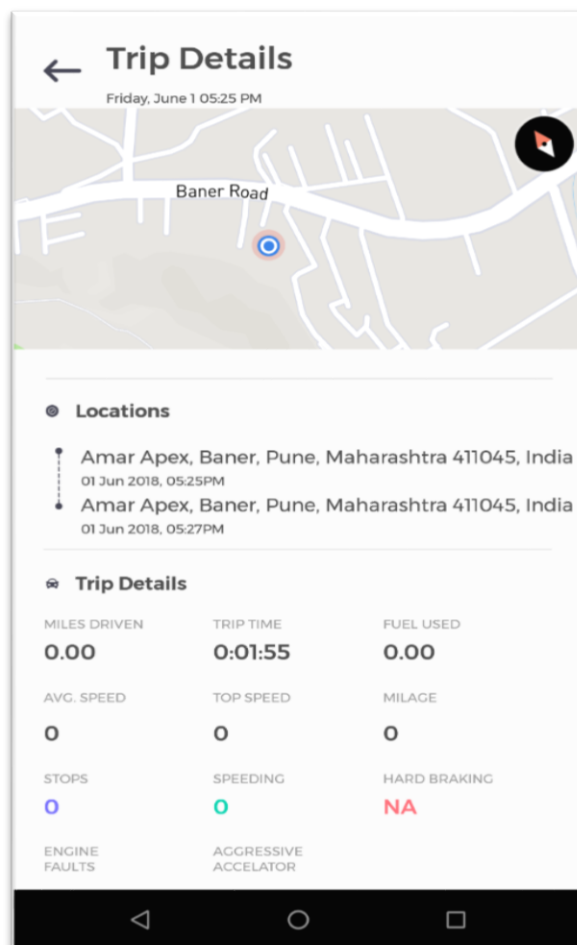 Trip Details
Friday, June 1 05:25 PM
Baner Road
Locations
Amar Apex, Baner, Pune, Maharashtra 411045, India
01 Jun 2018, 05:25PM
Amar Apex, Baner, Pune, Maharashtra 411045, India
01 Jun 2018, 05:27PM
Trip Details
MILES DRIVEN TRIP TIME FUEL USED
0.00 0:01:55 0.00
AVG. SPEED TOP SPEED MILAGE
0 0 0
STOPS SPEEDING HARD BRAKING
0 0 NA
ENGINE AGGRESSIVE
FAULTS ACCELATOR